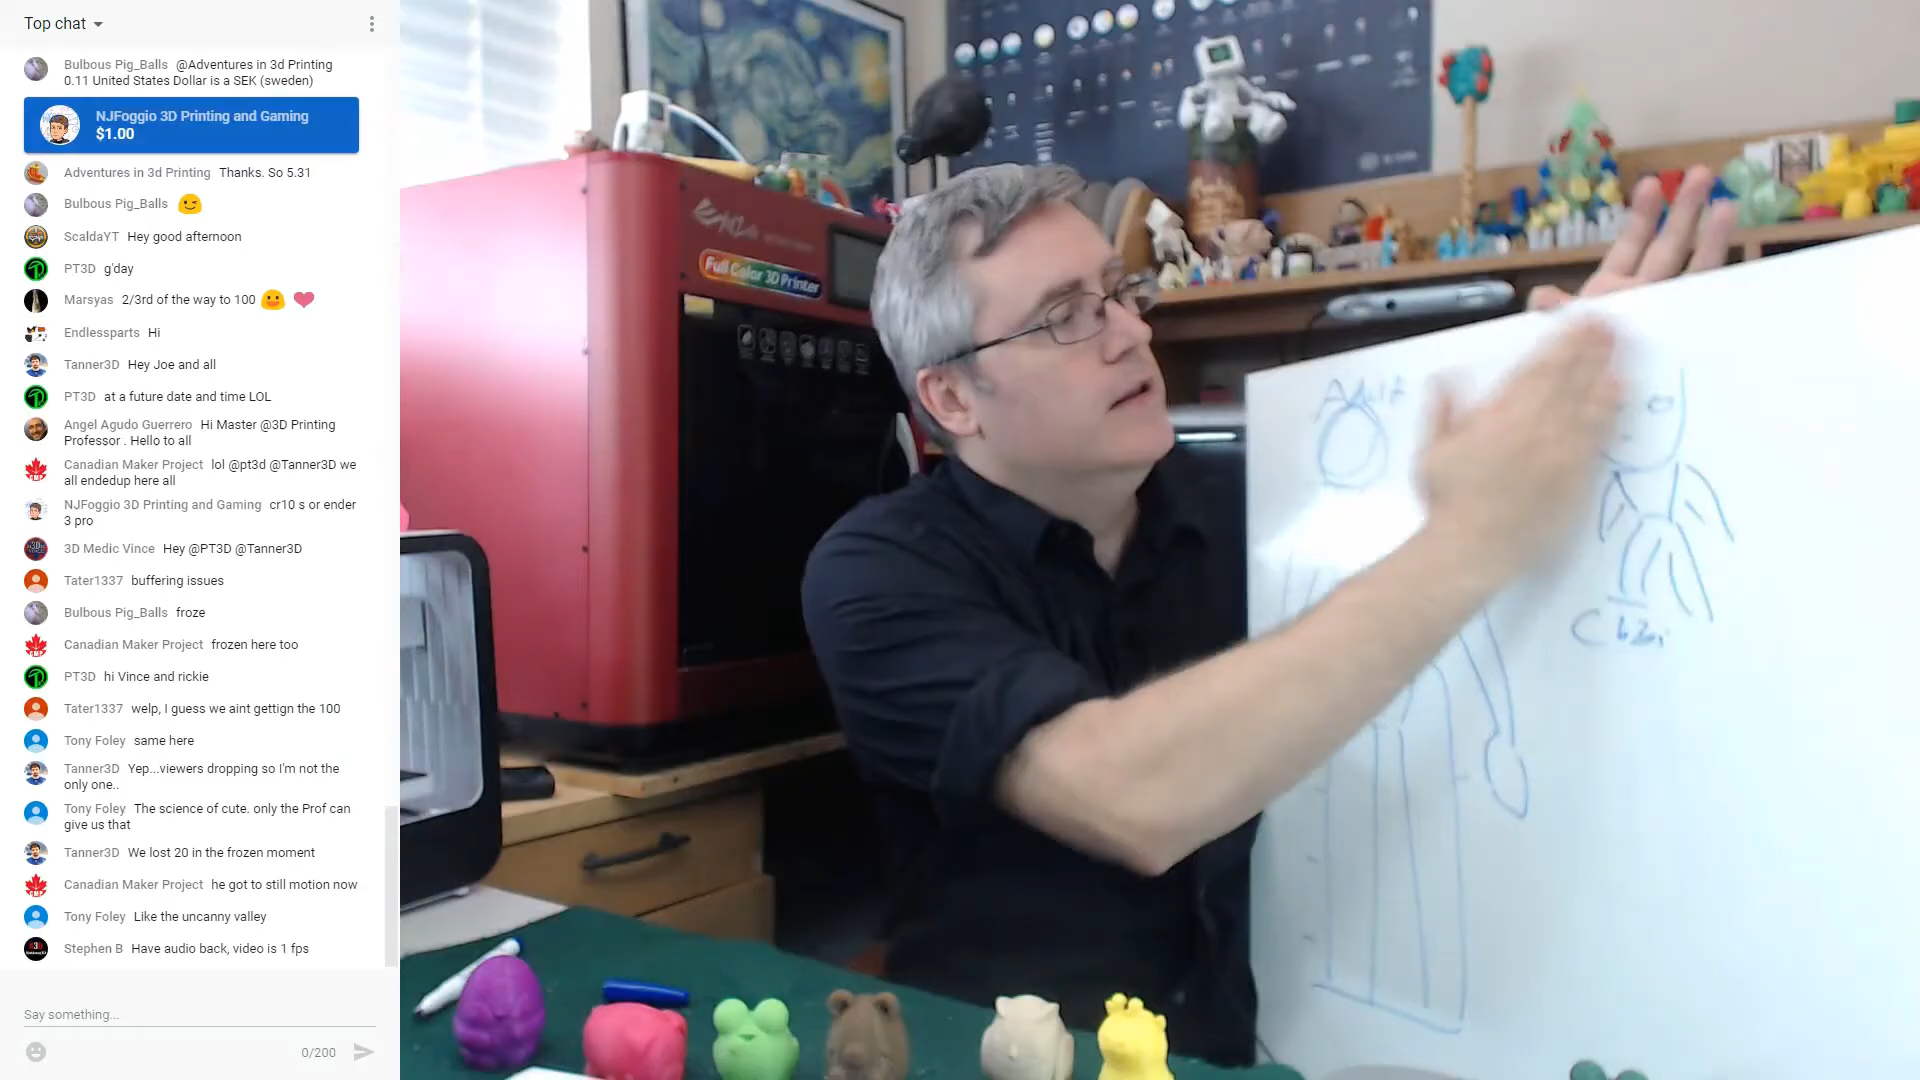 Top chat
Bulbous Pig_Balls @Adventures in 3d Printing
0.11 United States Dollar is a SEK (sweden)
NJFoggio 3D Printing and Gaming
$1.00
Adventures in 3d Printing Thanks. So 5.31
Bulbous Pig_Balls 😉
ScaldaYT Hey good afternoon
PT3D g'day
Marsyas 2/3rd of the way to 100 😃 ❤
Endlessparts Hi
Tanner3D Hey Joe and all
PT3D at a future date and time LOL
Angel Agudo Guerrero Hi Master @3D Printing
Professor . Hello to all
Canadian Maker Project lol @pt3d @Tanner3D we
all endedup here all
NJFoggio 3D Printing and Gaming cr10 s or ender
3 pro
3D Medic Vince Hey @PT3D @Tanner3D
Tater1337 buffering issues
Bulbous Pig_Balls froze
Canadian Maker Project frozen here too
PT3D hi Vince and rickie
Tater1337 welp, I guess we aint gettign the 100
Tony Foley same here
Tanner3D Yep...viewers dropping so I'm not the
only one..
Tony Foley The science of cute. only the Prof can
give us that
Tanner3D We lost 20 in the frozen moment
Canadian Maker Project he got to still motion now
Tony Foley Like the uncanny valley
Stephen B Have audio back, video is 1 fps
Say something...
0/200
Full Color 3D Printer
Adult